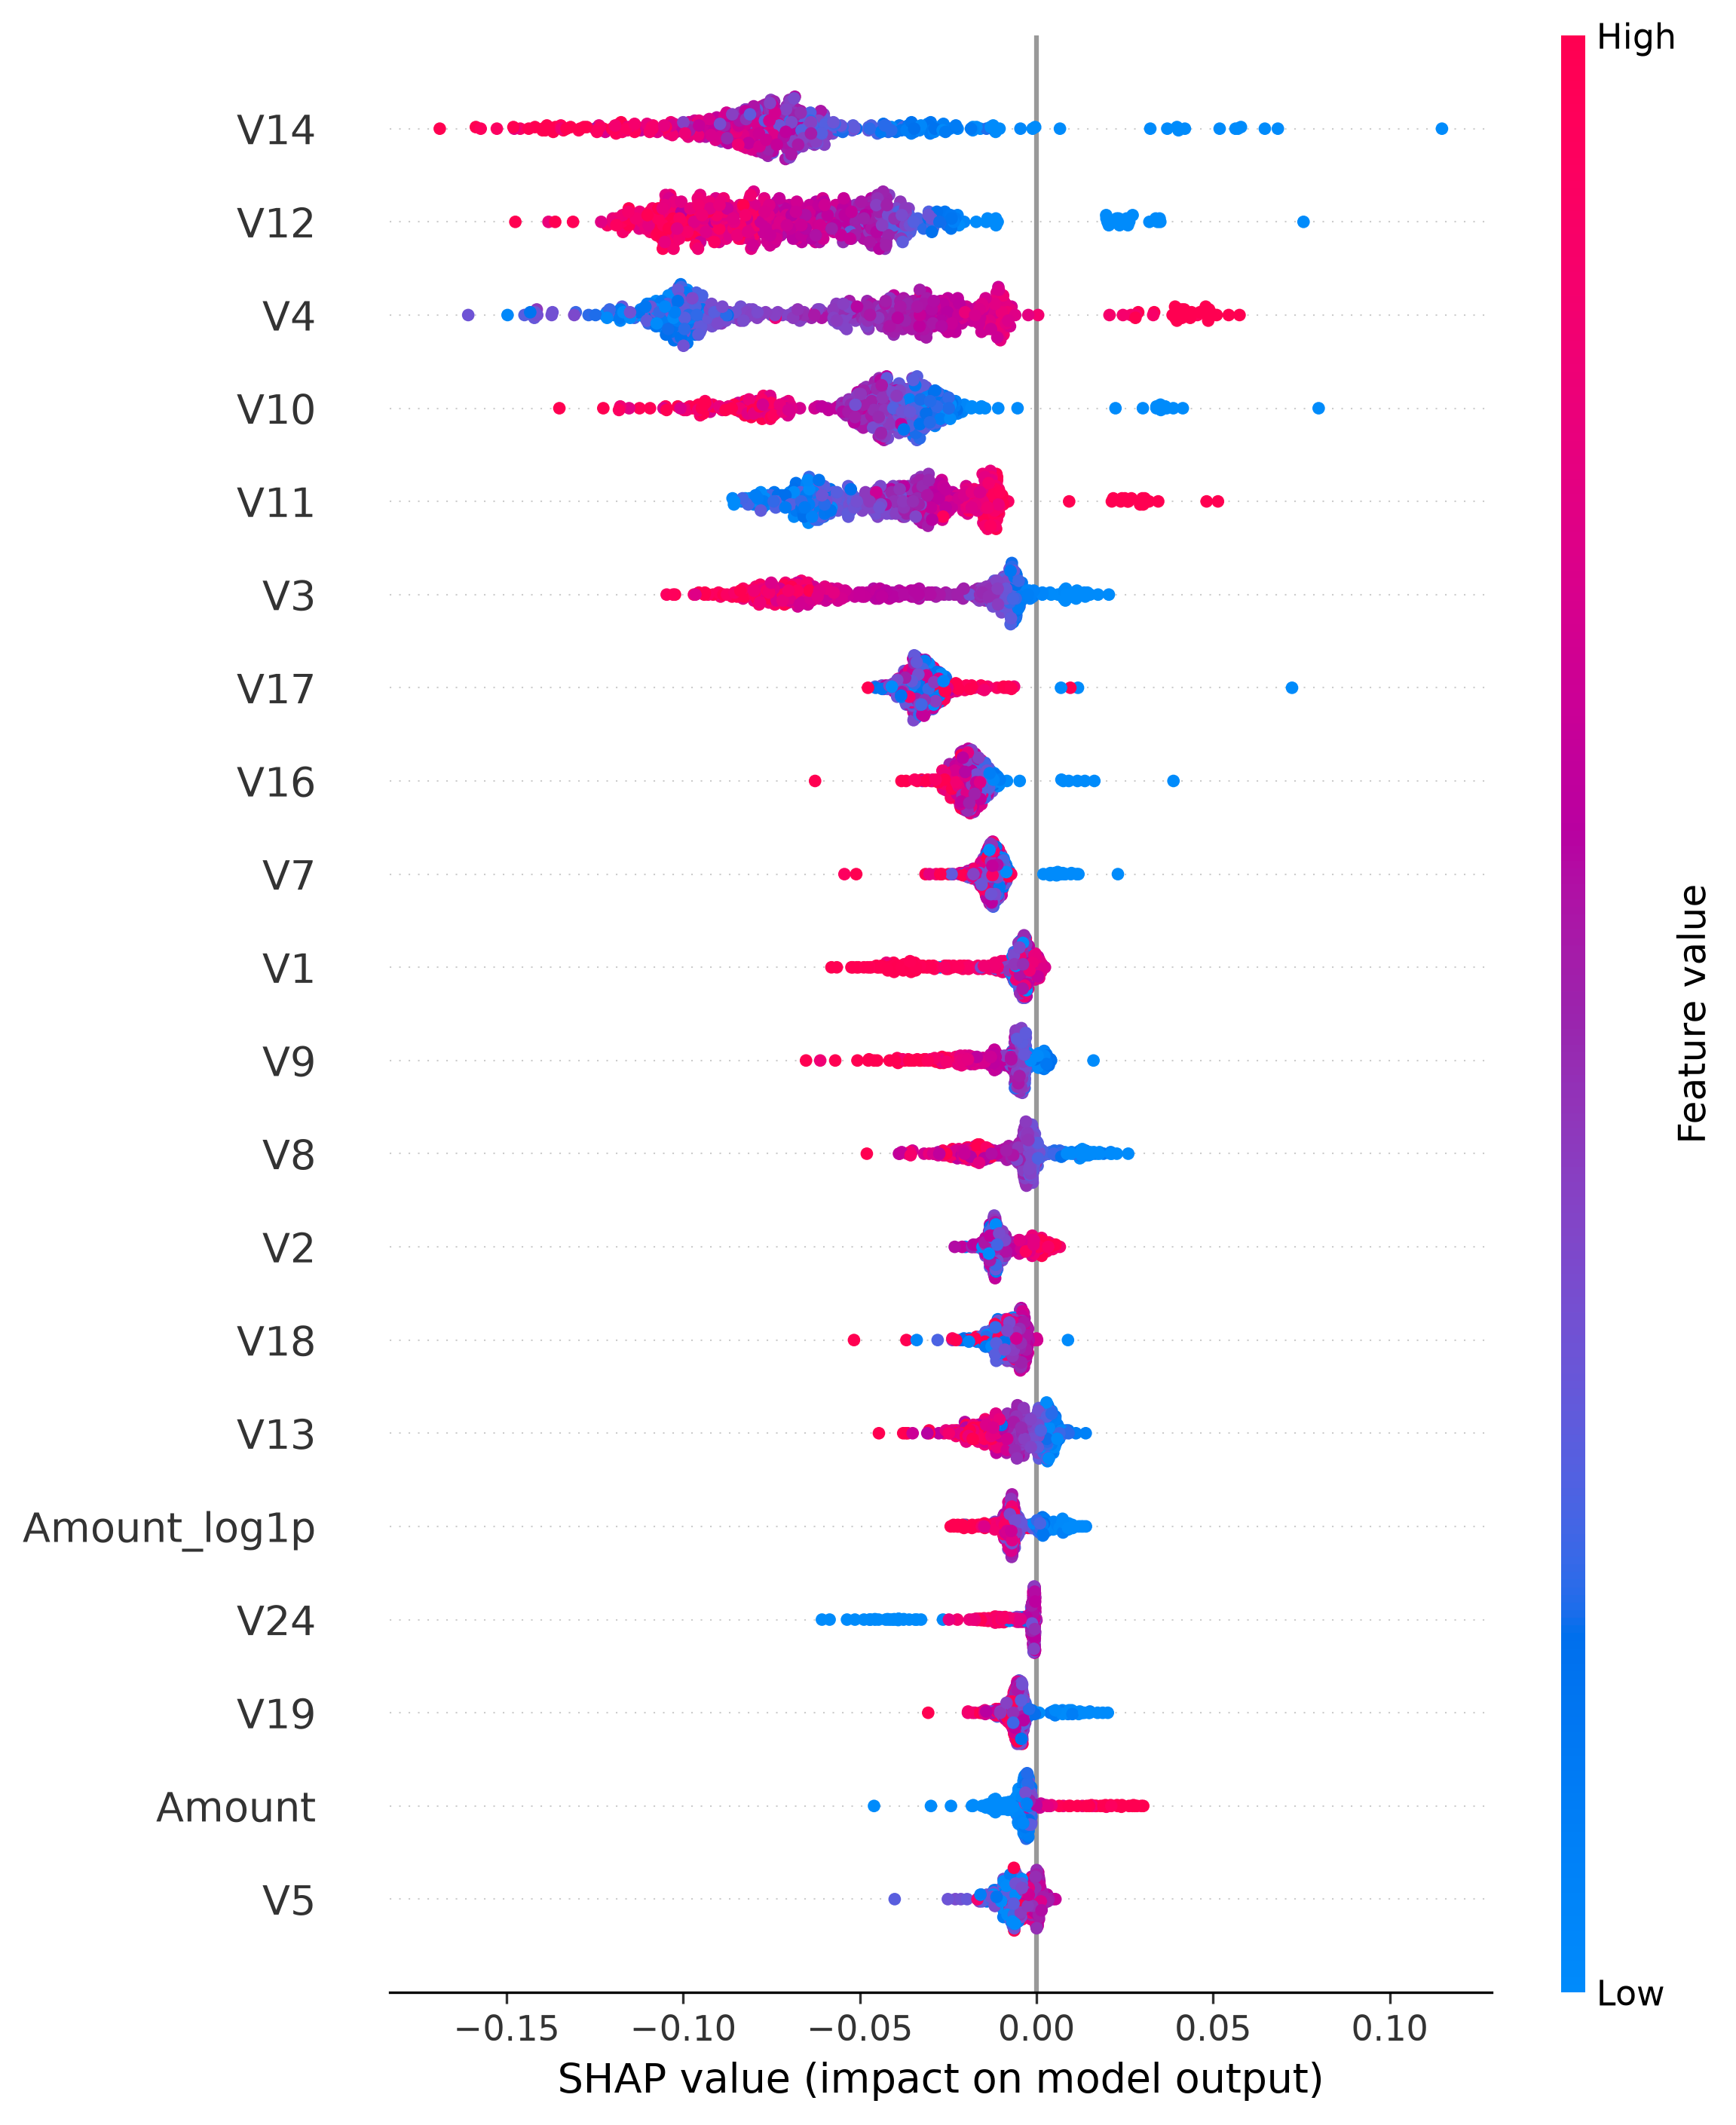 High
V14
V12
V4
V10
V11
V3
V17
V16
V7
V1
V9
V8
V2
V18
V13
Amount_log1p
V24
V19
Amount
V5
Low
Feature value
−0.15 −0.10 −0.05 0.00 0.05 0.10
SHAP value (impact on model output)